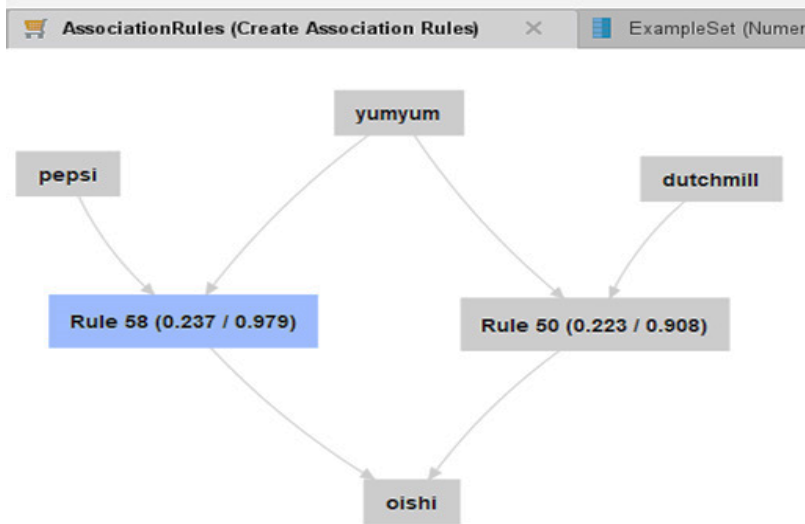 AssociationRules (Create Association Rules)
ExampleSet (Numer
yumyum
pepsi
dutchmill
Rule 58 (0.237 / 0.979)
Rule 50 (0.223 / 0.908)
oishi